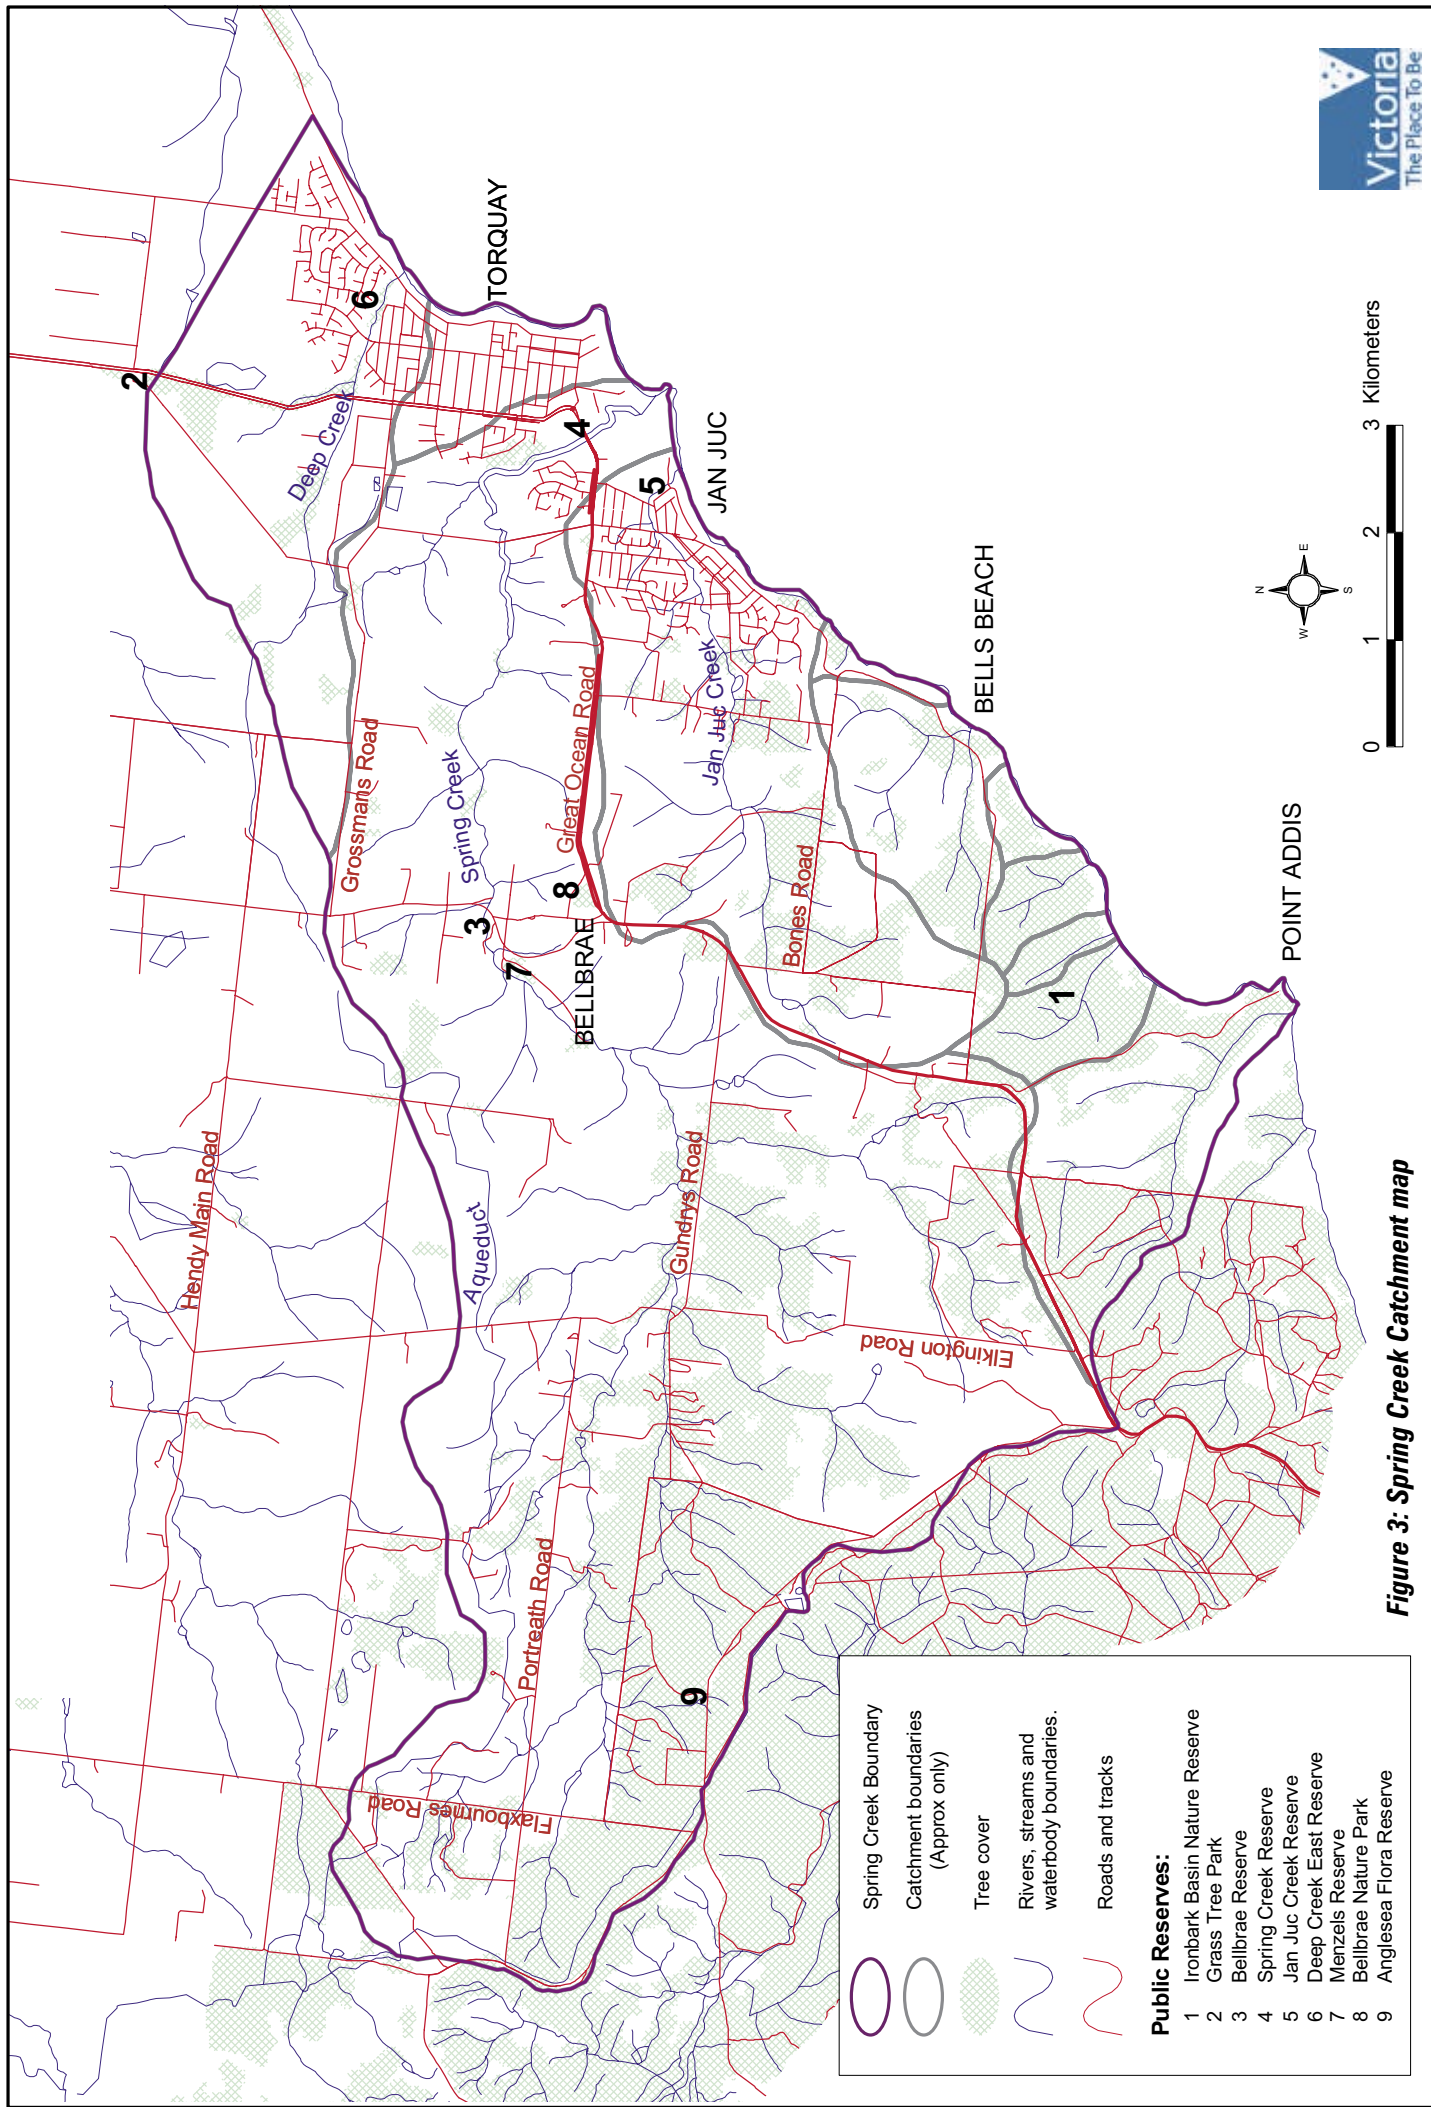 2
6
TORQUAY
Deep Creek
4
5
JAN JUC
Grossmans Road
Spring Creek
Great Ocean Road
Jan Juc Creek
BELLS BEACH
3
8
7
BELLBRAE
Bones Road
1
POINT ADDIS
Hendy Main Road
Aqueduct
Gundrys Road
Elkington Road
Portreath Road
9
Flaxbournes Road
N
W
E
S
0
1
2
3 Kilometers
Victoria
The Place To Be
Spring Creek Boundary
Catchment boundaries
(Approx only)
Tree cover
Rivers, streams and
waterbody boundaries.
Roads and tracks
Public Reserves:
1 Ironbark Basin Nature Reserve
2 Grass Tree Park
3 Bellbrae Reserve
4 Spring Creek Reserve
5 Jan Juc Creek Reserve
6 Deep Creek East Reserve
7 Menzels Reserve
8 Bellbrae Nature Park
9 Anglesea Flora Reserve
Figure 3: Spring Creek Catchment map